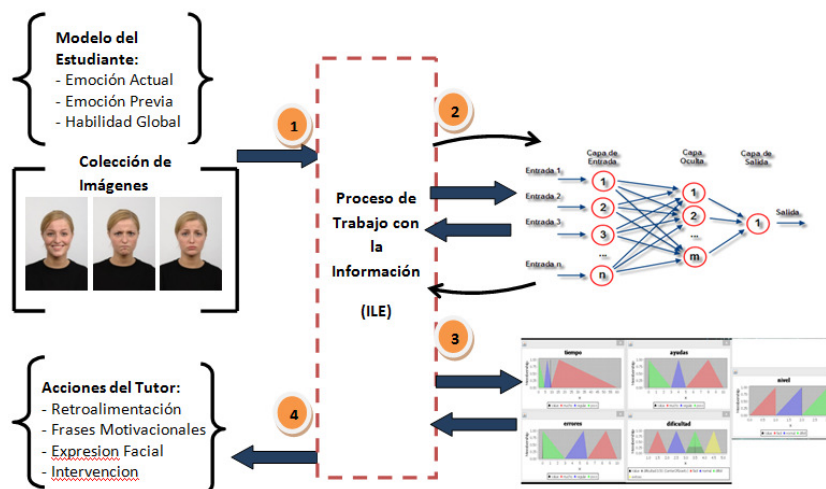 Modelo del
Estudiante:
- Emoción Actual
- Emoción Previa
- Habilidad Global
Colección de
Imágenes
1
Proceso de
Trabajo con
la
Información
(ILE)
2
Capa de
Entrada
Capa
Oculta
Capa de
Salida
Entrada 1
Entrada 2
Entrada 3
...
Entrada n
1
2
3
...
n
1
2
...
m
1
Salida
3
tiempo
ayudas
errores
dificultad
nivel
4
Acciones del Tutor:
- Retroalimentación
- Frases Motivacionales
- Expresion Facial
- Intervencion